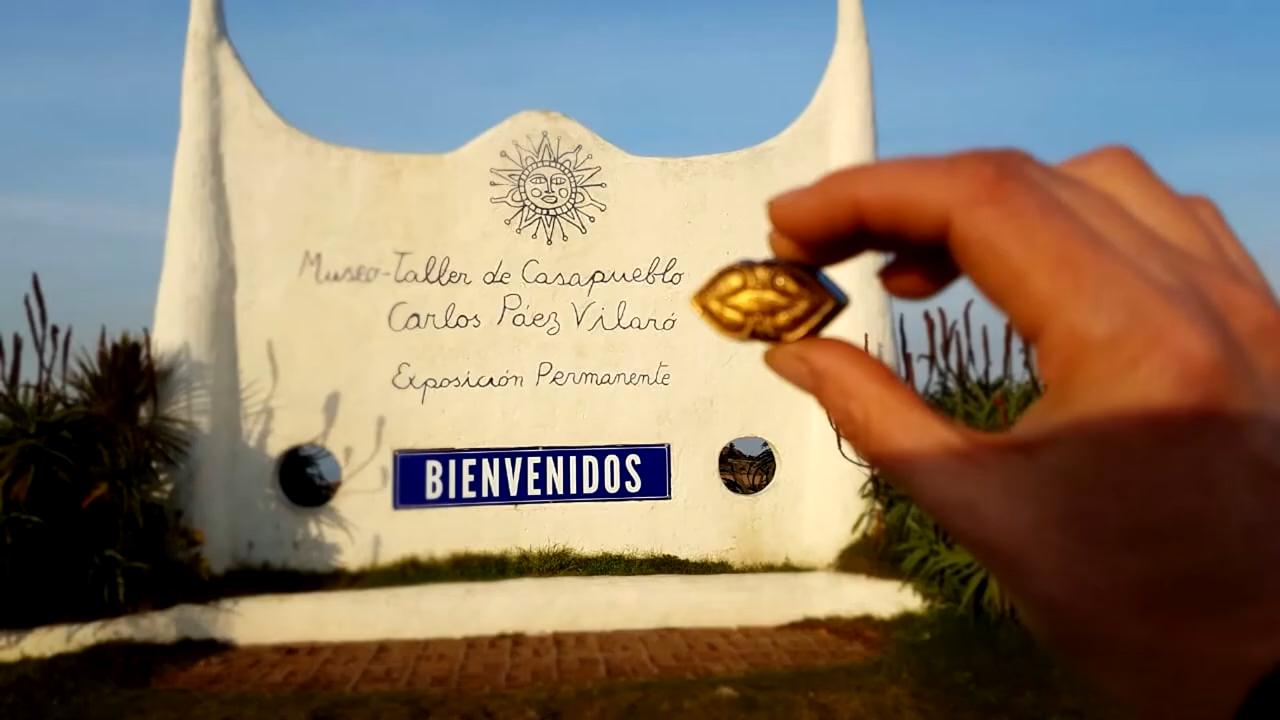 Museo-Taller de Casapueblo
Carlos Páez Vilaró
Exposición Permanente
BIENVENIDOS